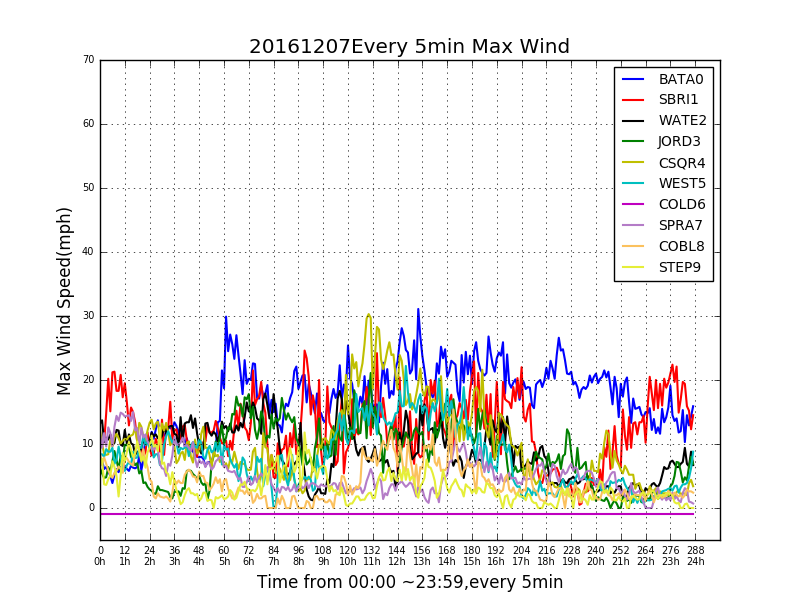 20161207Every 5min Max Wind
70
60
50
40
30
20
10
0
Max Wind Speed(mph)
BATA0
SBRI1
WATE2
JORD3
CSQR4
WEST5
COLD6
SPRA7
COBL8
STEP9
0 12 24 36 48 60 72 84 96 108 120 132 144 156 168 180 192 204 216 228 240 252 264 276 288
0h 1h 2h 3h 4h 5h 6h 7h 8h 9h 10h 11h 12h 13h 14h 15h 16h 17h 18h 19h 20h 21h 22h 23h 24h
Time from 00:00 ~23:59,every 5min